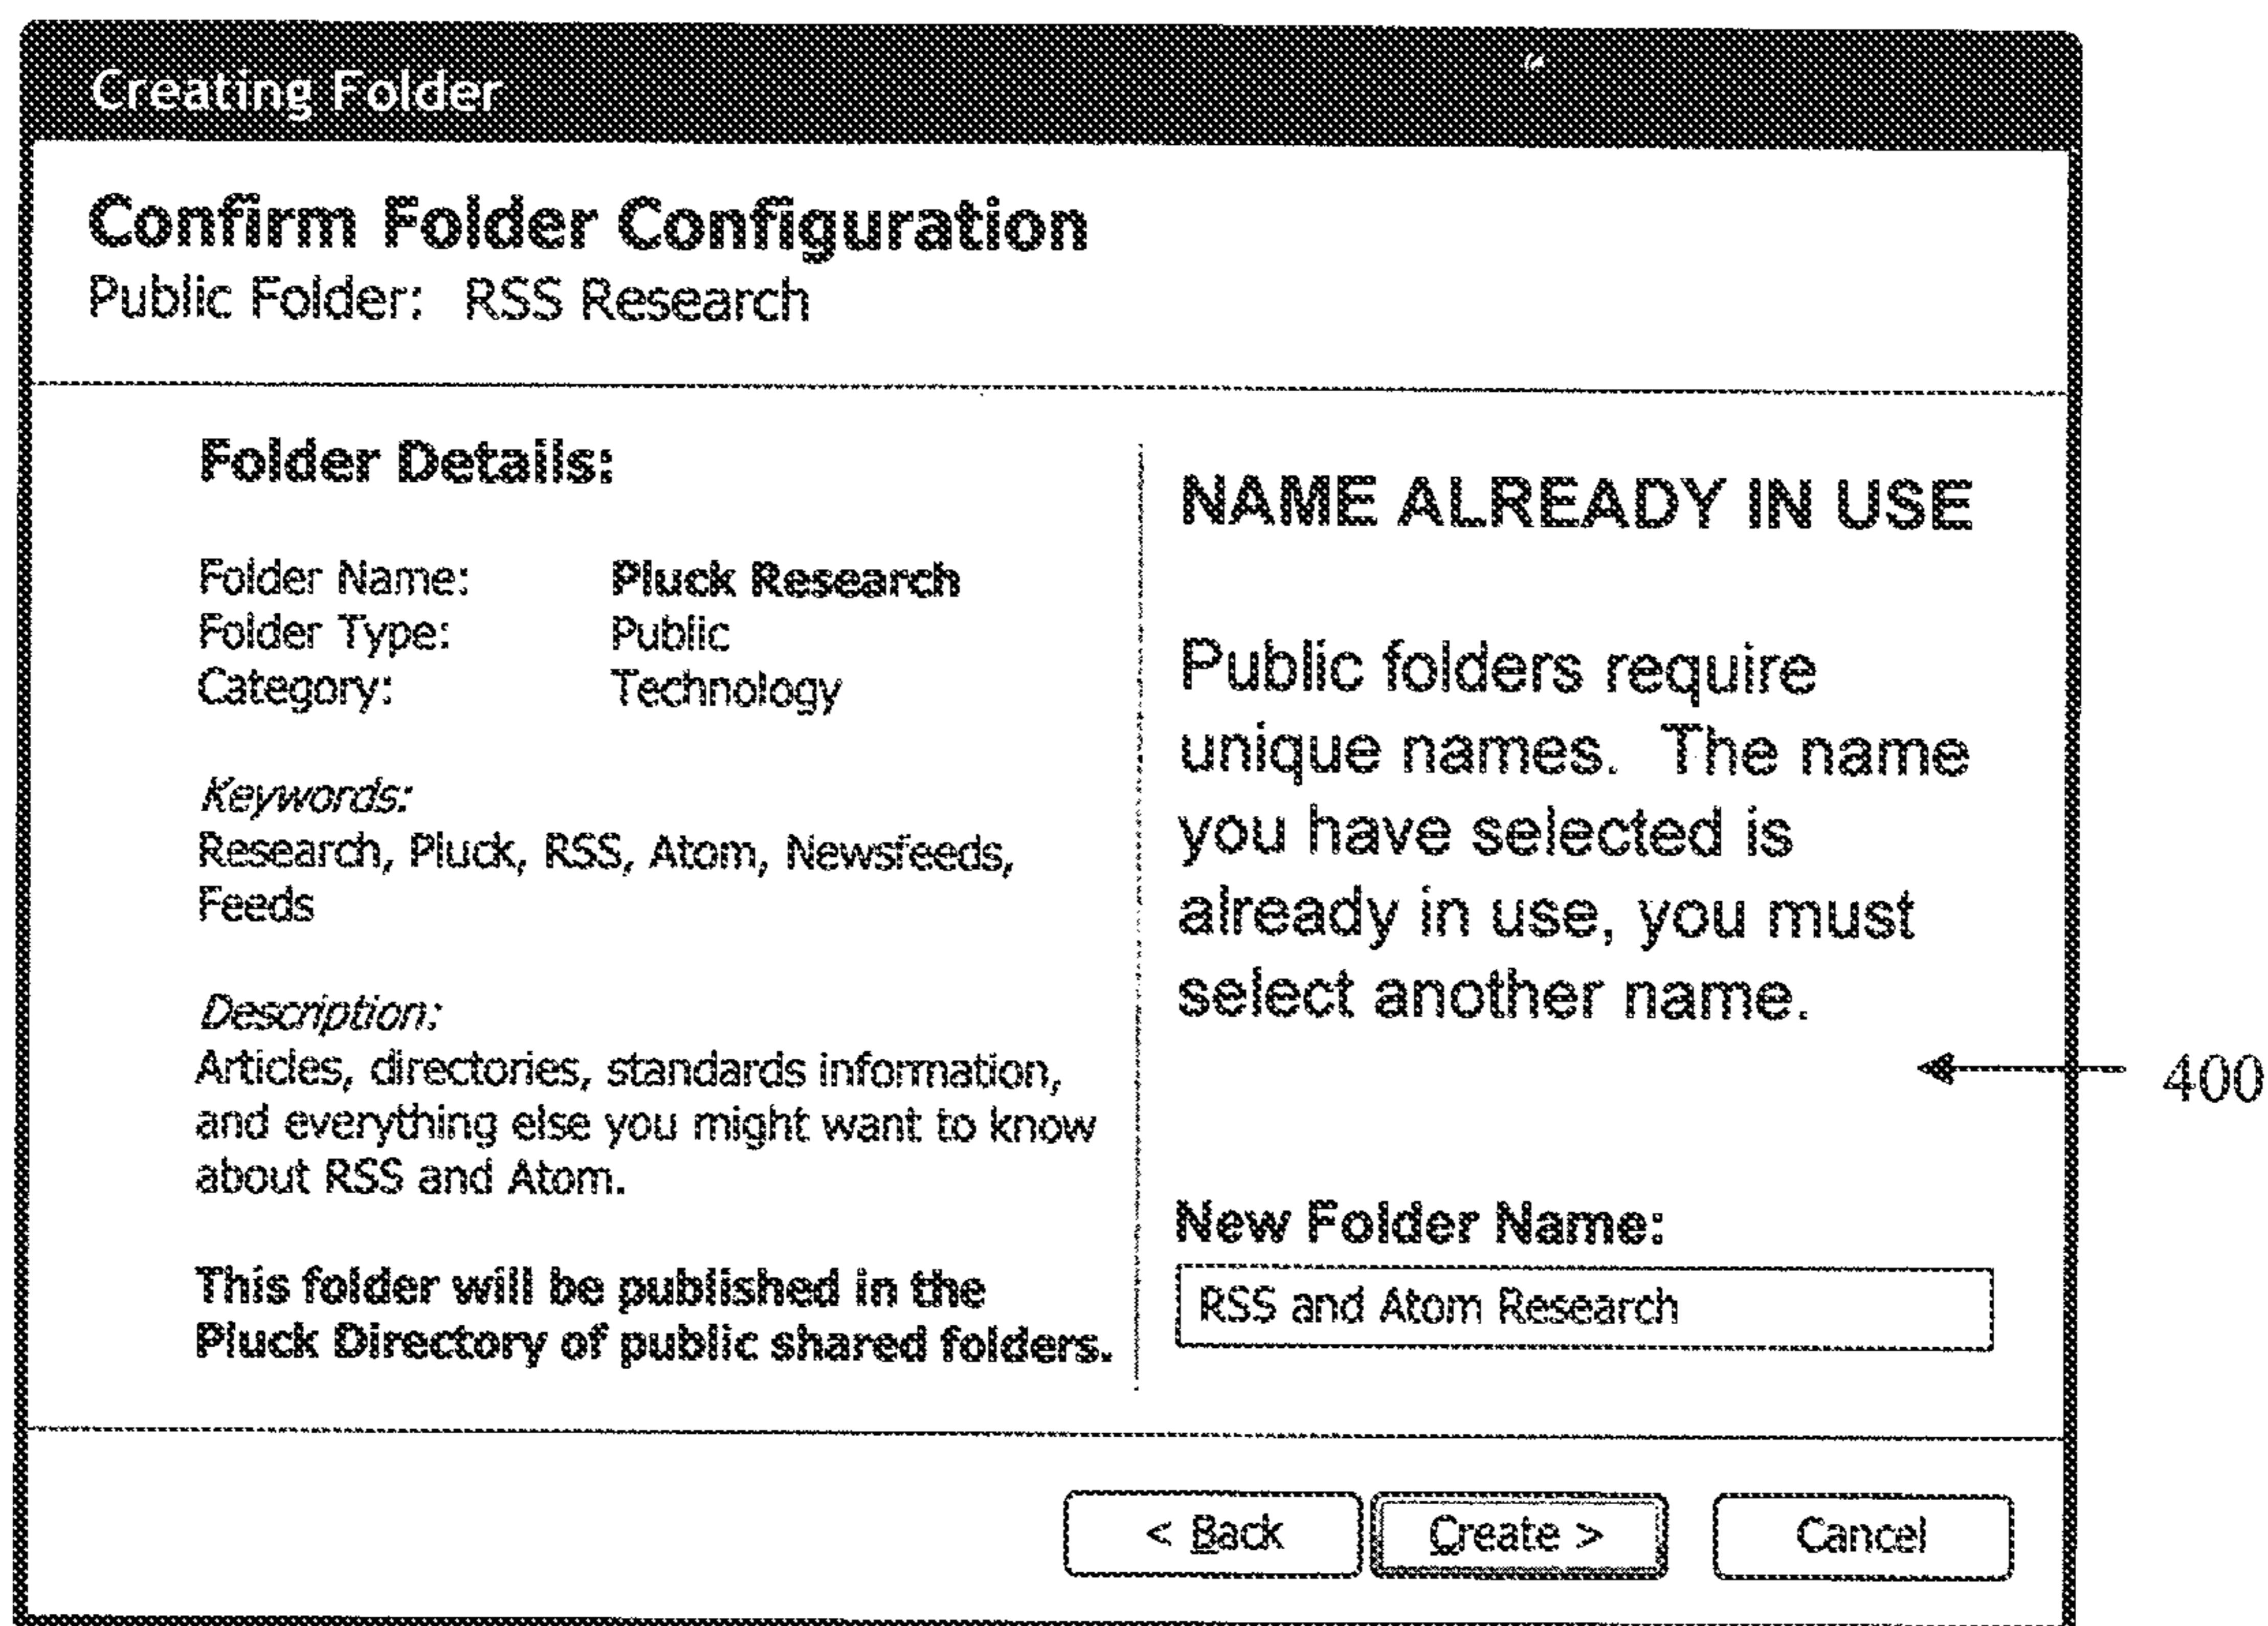 Creating Folder
Confirm Folder Configuration
Public Folder: RSS Research
Folder Details:
Folder Name: Pluck Research
Folder Type: Public
Category: Technology
Keywords:
Research, Pluck, RSS, Atom, Newsfeeds,
Feeds
Description:
Articles, directories, standards information,
and everything else you might want to know
about RSS and Atom.
This folder will be published in the
Pluck Directory of public shared folders.
NAME ALREADY IN USE
Public folders require
unique names. The name
you have selected is
already in use, you must
select another name.
400
New Folder Name:
RSS and Atom Research
< Back Create > Cancel